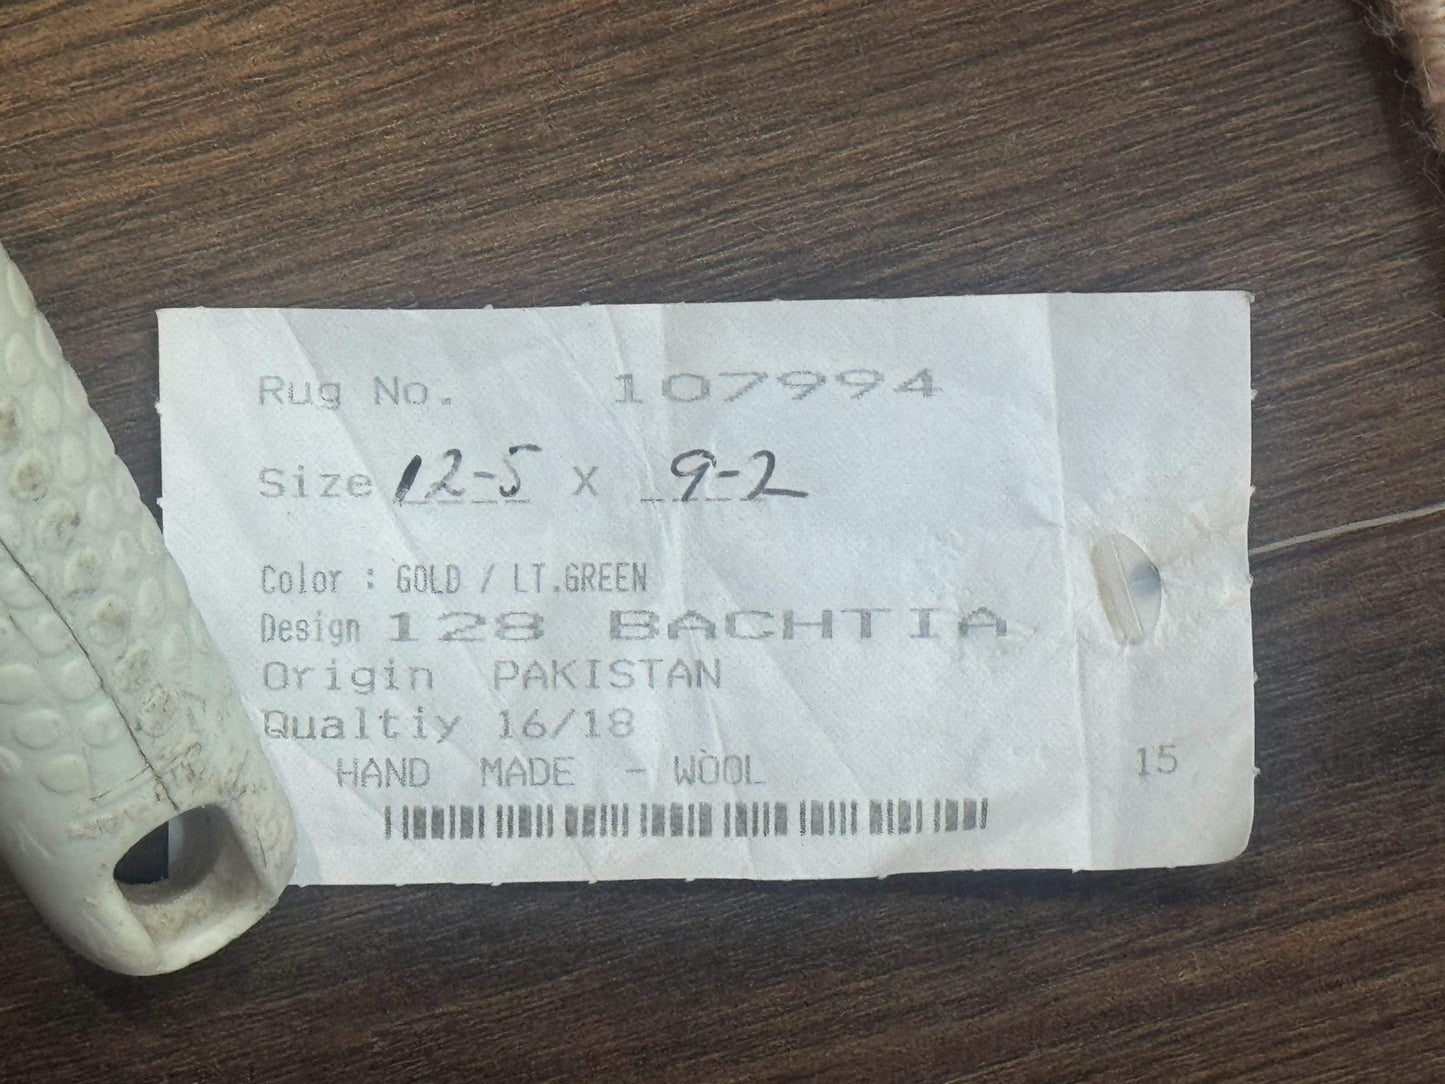 Rug No. 107994
Size 12-5 x 9-2
Color : GOLD / LT.GREEN
Design 128 BACHTIA
Origin PAKISTAN
Qualtiy 16/18
HAND MADE - WOOL
15